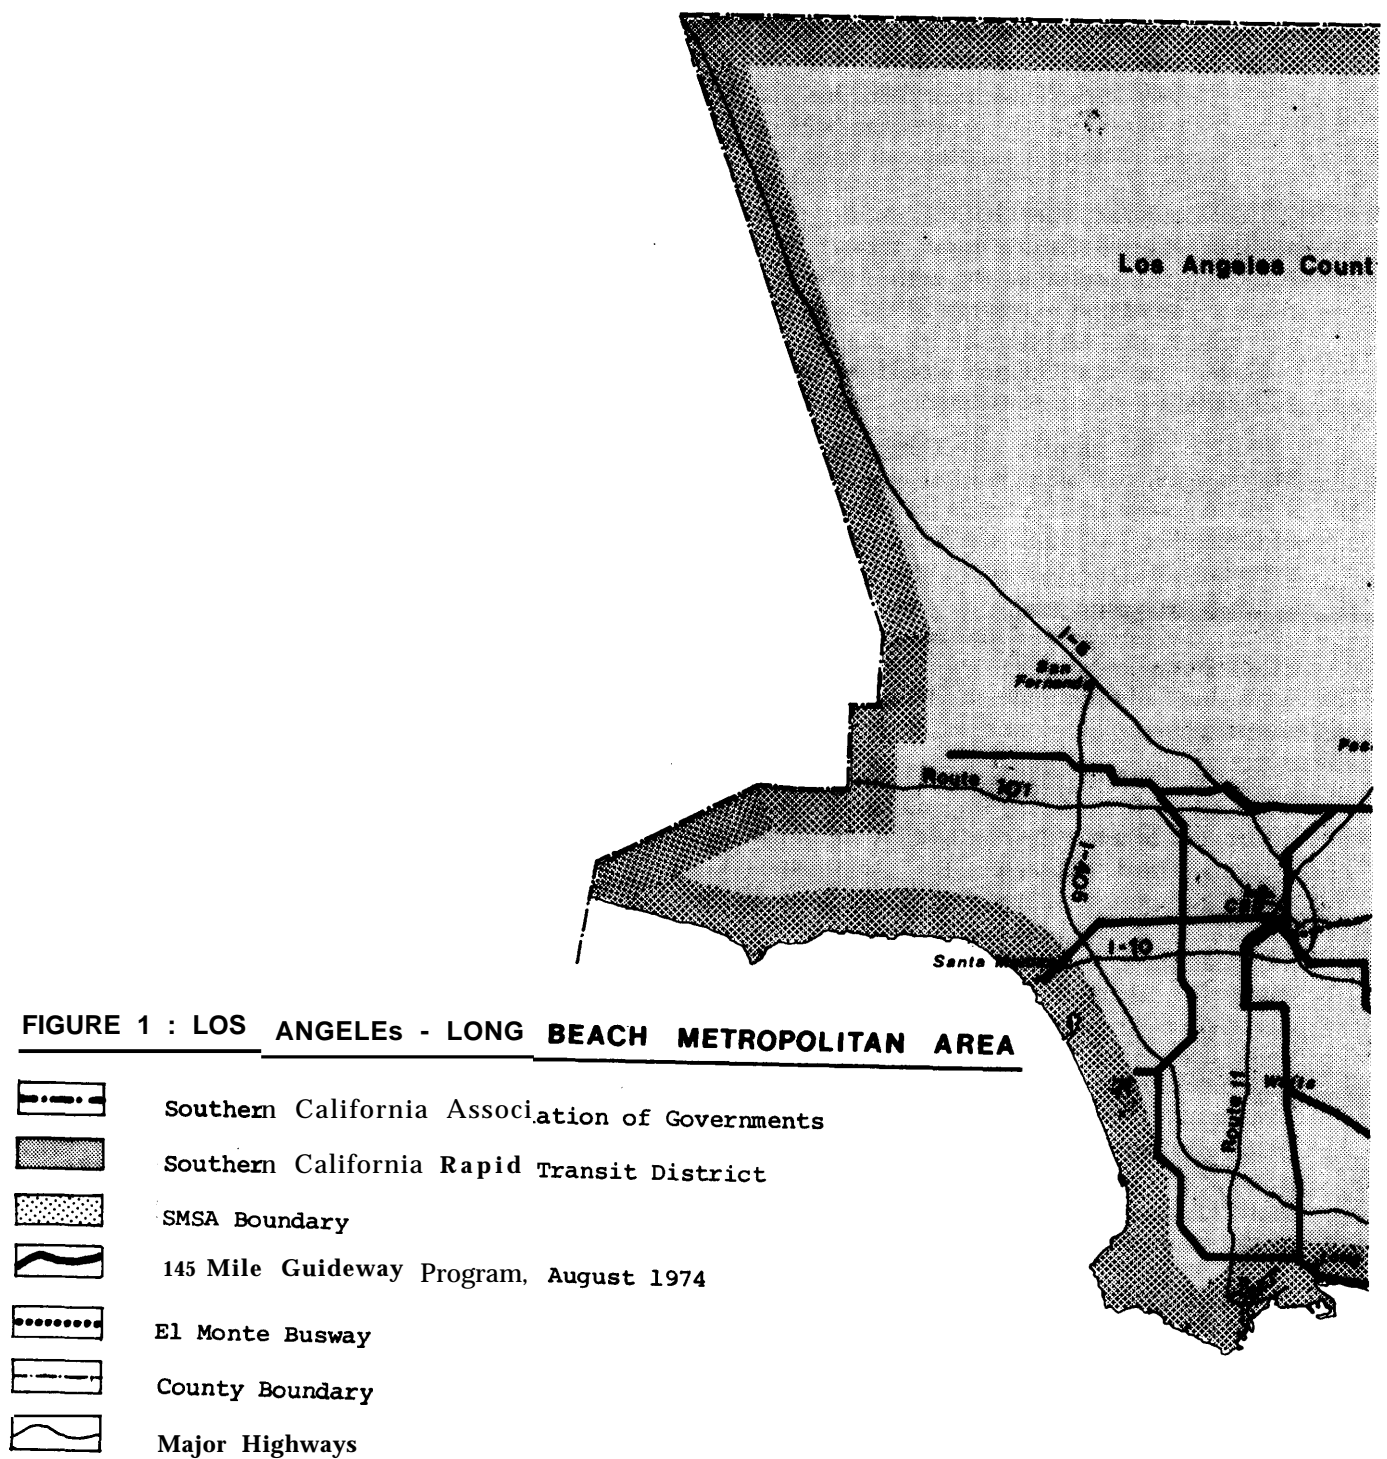 Los Angeles Count
I-5
San
Fernando
Route 101
I-405
I-10
Santa
Route 11
FIGURE 1 : LOS ANGELEs - LONG BEACH METROPOLITAN AREA
Southern California Association of Governments
Southern California Rapid Transit District
SMSA Boundary
145 Mile Guideway Program, August 1974
El Monte Busway
County Boundary
Major Highways